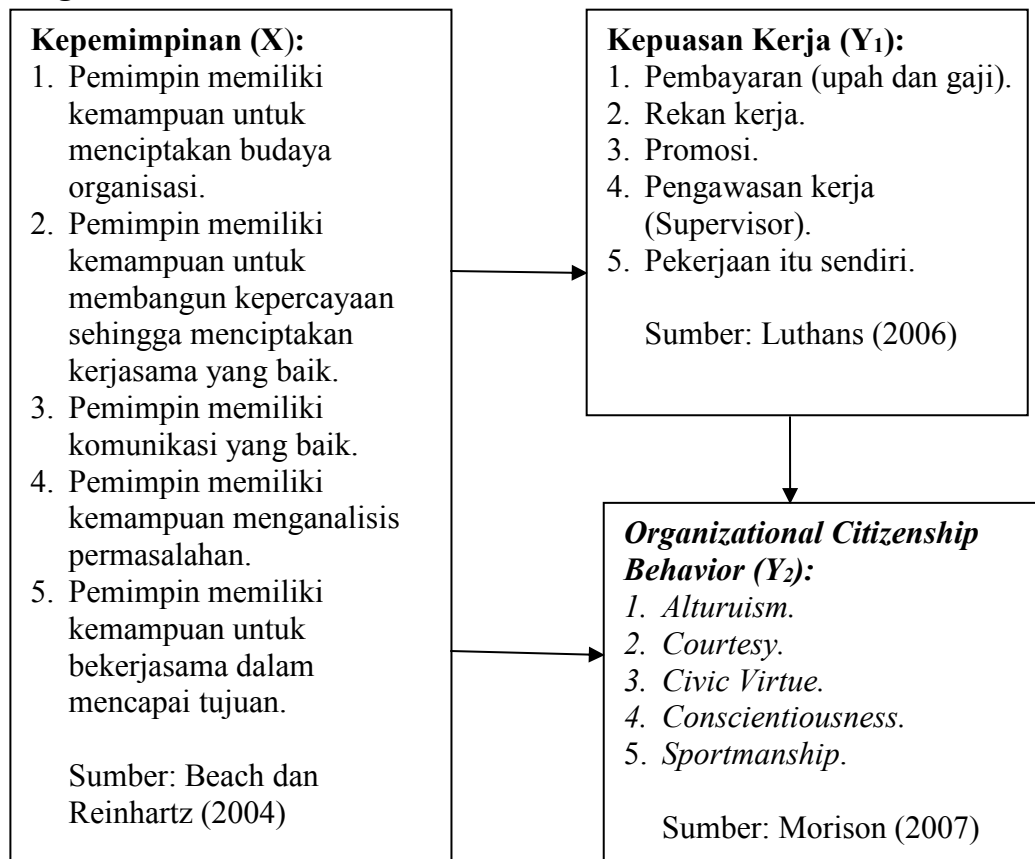 Kepemimpinan (X):
1. Pemimpin memiliki
kemampuan untuk
menciptakan budaya
organisasi.
2. Pemimpin memiliki
kemampuan untuk
membangun kepercayaan
sehingga menciptakan
kerjasama yang baik.
3. Pemimpin memiliki
komunikasi yang baik.
4. Pemimpin memiliki
kemampuan menganalisis
permasalahan.
5. Pemimpin memiliki
kemampuan untuk
bekerjasama dalam
mencapai tujuan.
Sumber: Beach dan
Reinhartz (2004)
Kepuasan Kerja (Y₁):
1. Pembayaran (upah dan gaji).
2. Rekan kerja.
3. Promosi.
4. Pengawasan kerja
(Supervisor).
5. Pekerjaan itu sendiri.
Sumber: Luthans (2006)
Organizational Citizenship
Behavior (Y₂):
1. Alturuism.
2. Courtesy.
3. Civic Virtue.
4. Conscientiousness.
5. Sportmanship.
Sumber: Morison (2007)